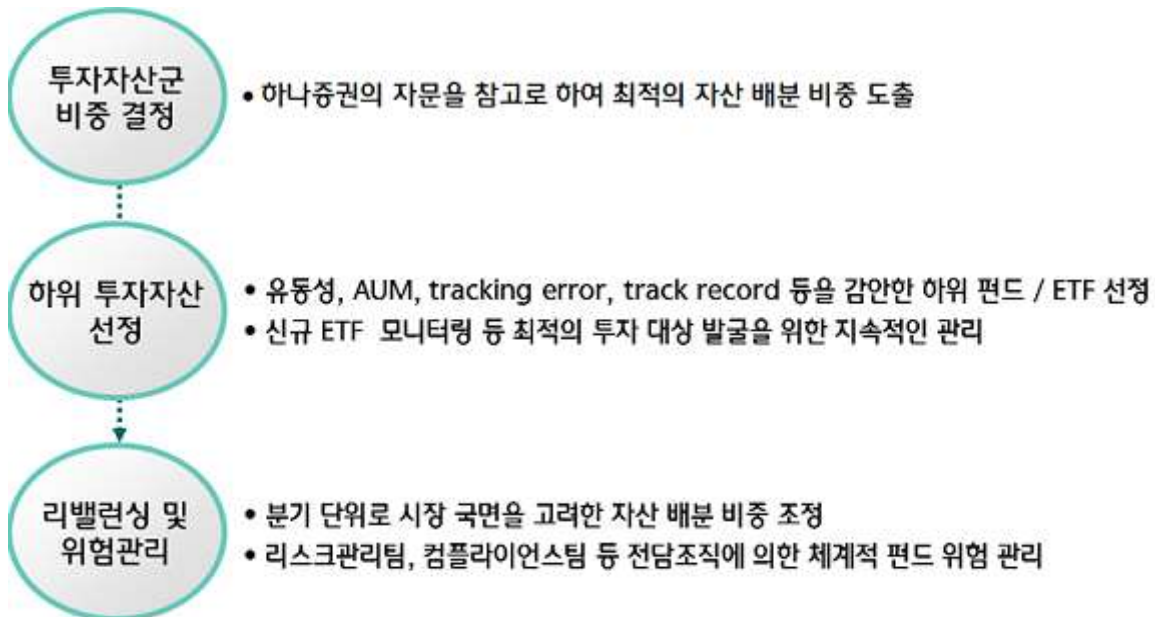 투자자산군
비중 결정
• 하나증권의 자문을 참고로 하여 최적의 자산 배분 비중 도출
하위 투자자산
선정
• 유동성, AUM, tracking error, track record 등을 감안한 하위 펀드 / ETF 선정
• 신규 ETF 모니터링 등 최적의 투자 대상 발굴을 위한 지속적인 관리
리밸런싱 및
위험관리
• 분기 단위로 시장 국면을 고려한 자산 배분 비중 조정
• 리스크관리팀, 컴플라이언스팀 등 전담조직에 의한 체계적 펀드 위험 관리